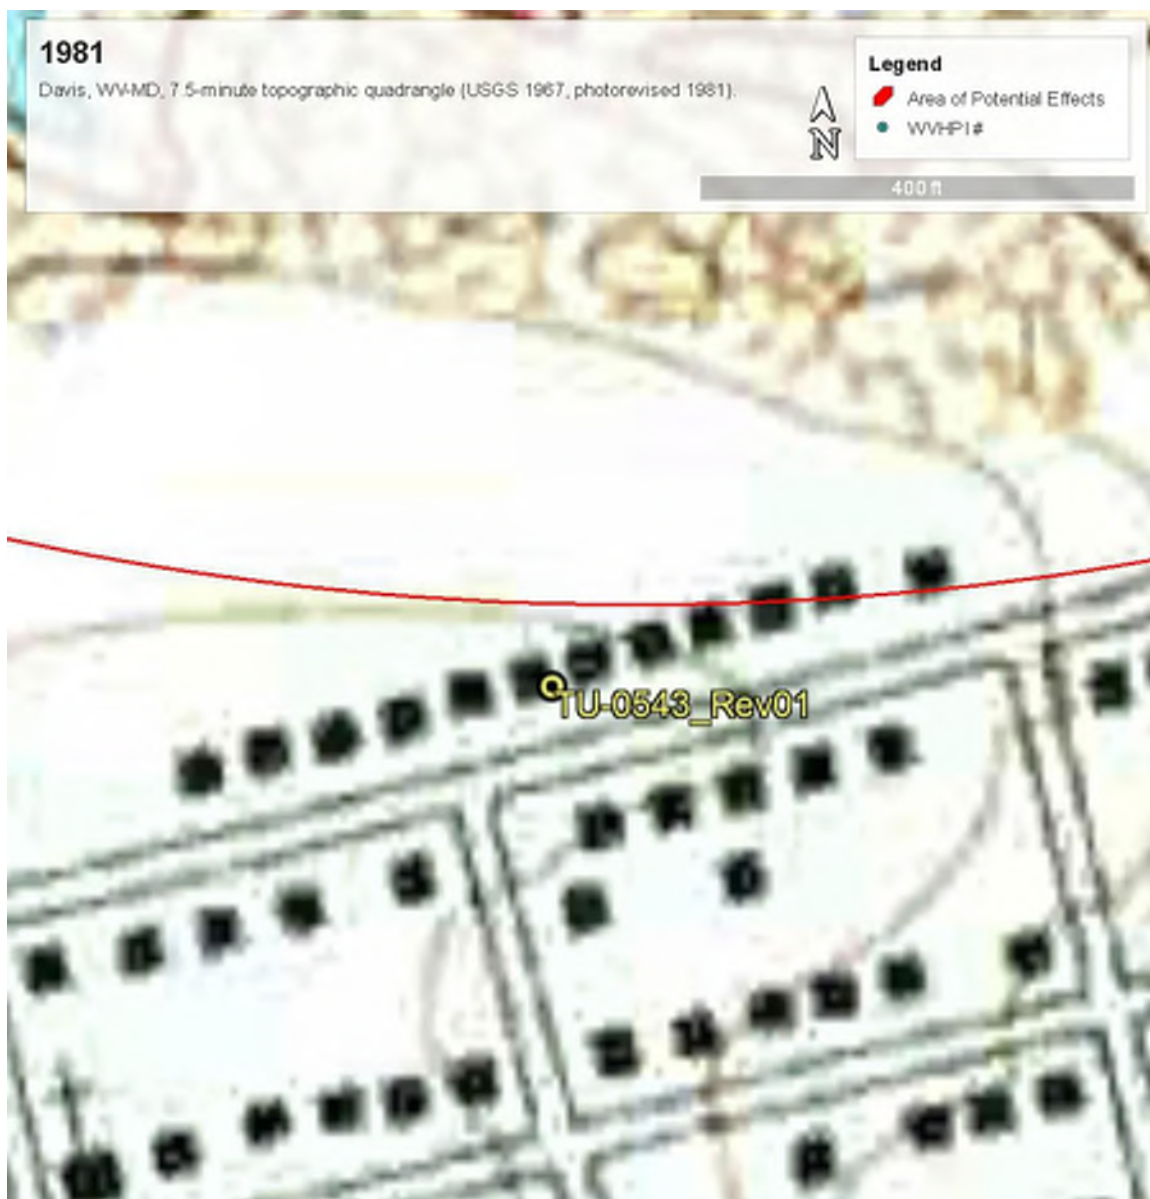 1981
Davis, WV-MD, 7.5-minute topographic quadrangle (USGS 1967, photorevised 1981).
N
Legend
Area of Potential Effects
WVHPI #
400 ft
TU-0543_Rev01